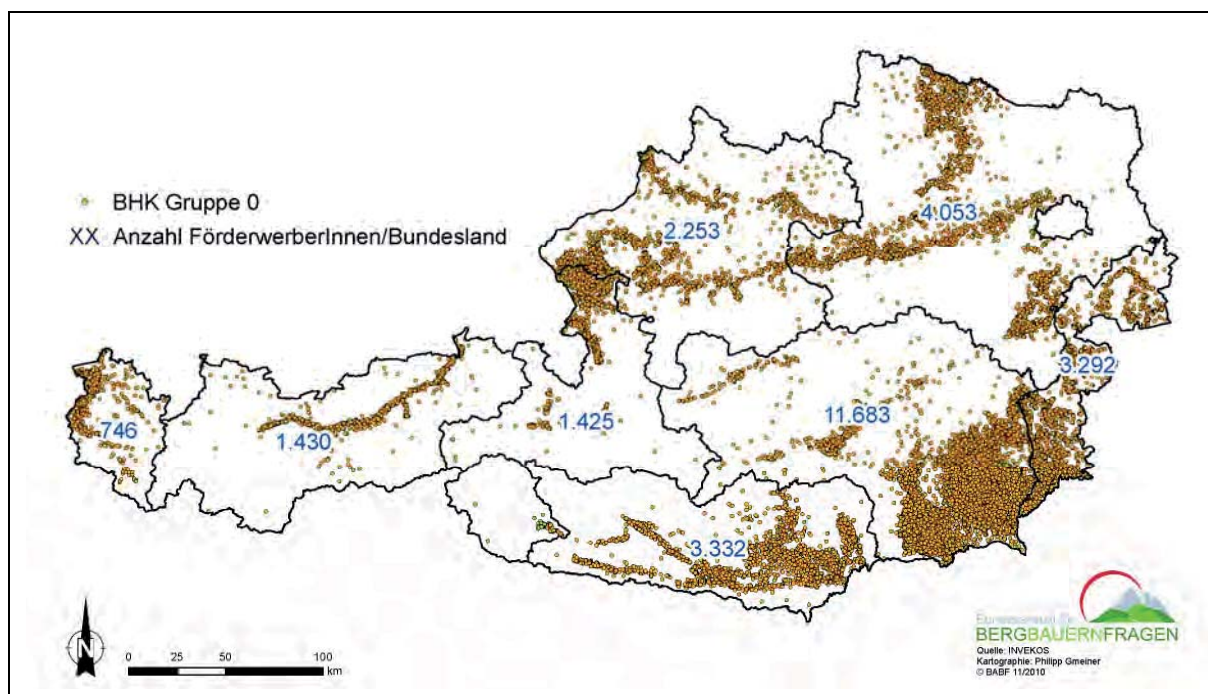 BHK Gruppe 0
XX Anzahl FörderwerberInnen/Bundesland
2.253
4.053
3.292
746
1.430
1.425
11.683
3.332
N
0 25 50 100
km
BERGBAUERNFRAGEN
Quelle: INVEKOS
Kartographie: Philipp Gmeiner
© BABF 11/2010